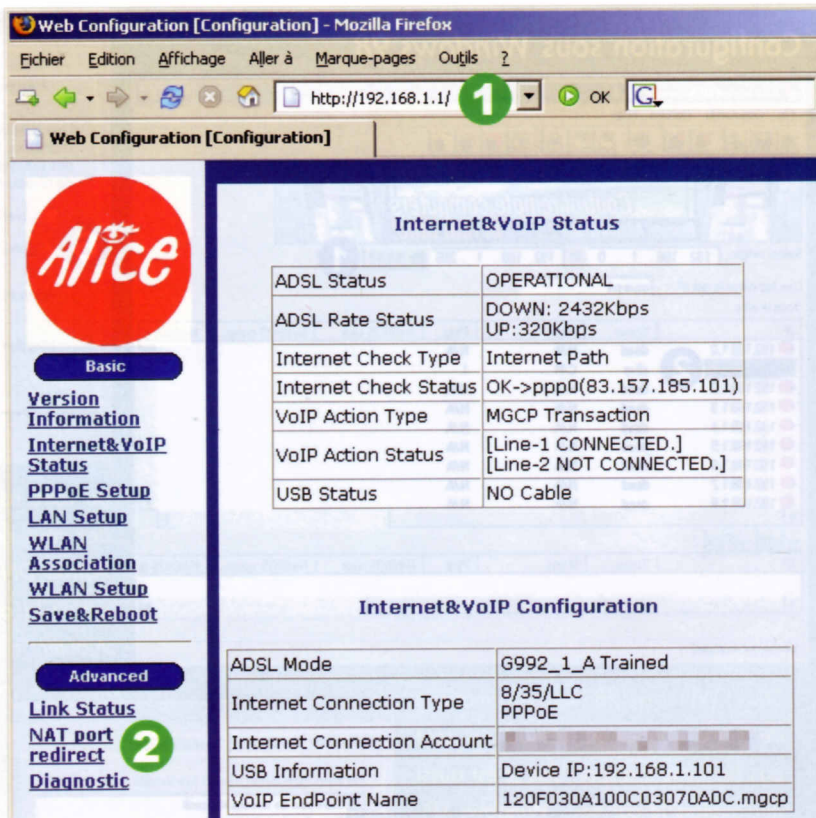 Web Configuration [Configuration] - Mozilla Firefox
Fichier Edition Affichage Aller à Marque-pages Outils ?
http://192.168.1.1/ 1 OK G
Web Configuration [Configuration]
Alice
Basic
Version
Information
Internet&VoIP
Status
PPPoE Setup
LAN Setup
WLAN
Association
WLAN Setup
Save&Reboot
Advanced
Link Status
NAT port
redirect 2
Diagnostic
Internet&VoIP Status
ADSL Status OPERATIONAL
ADSL Rate Status DOWN: 2432Kbps
UP:320Kbps
Internet Check Type Internet Path
Internet Check Status OK->ppp0(83.157.185.101)
VoIP Action Type MGCP Transaction
VoIP Action Status [Line-1 CONNECTED.]
[Line-2 NOT CONNECTED.]
USB Status NO Cable
Internet&VoIP Configuration
ADSL Mode G992_1_A Trained
Internet Connection Type 8/35/LLC
PPPoE
Internet Connection Account
USB Information Device IP:192.168.1.101
VoIP EndPoint Name 120F030A100C03070A0C.mgcp